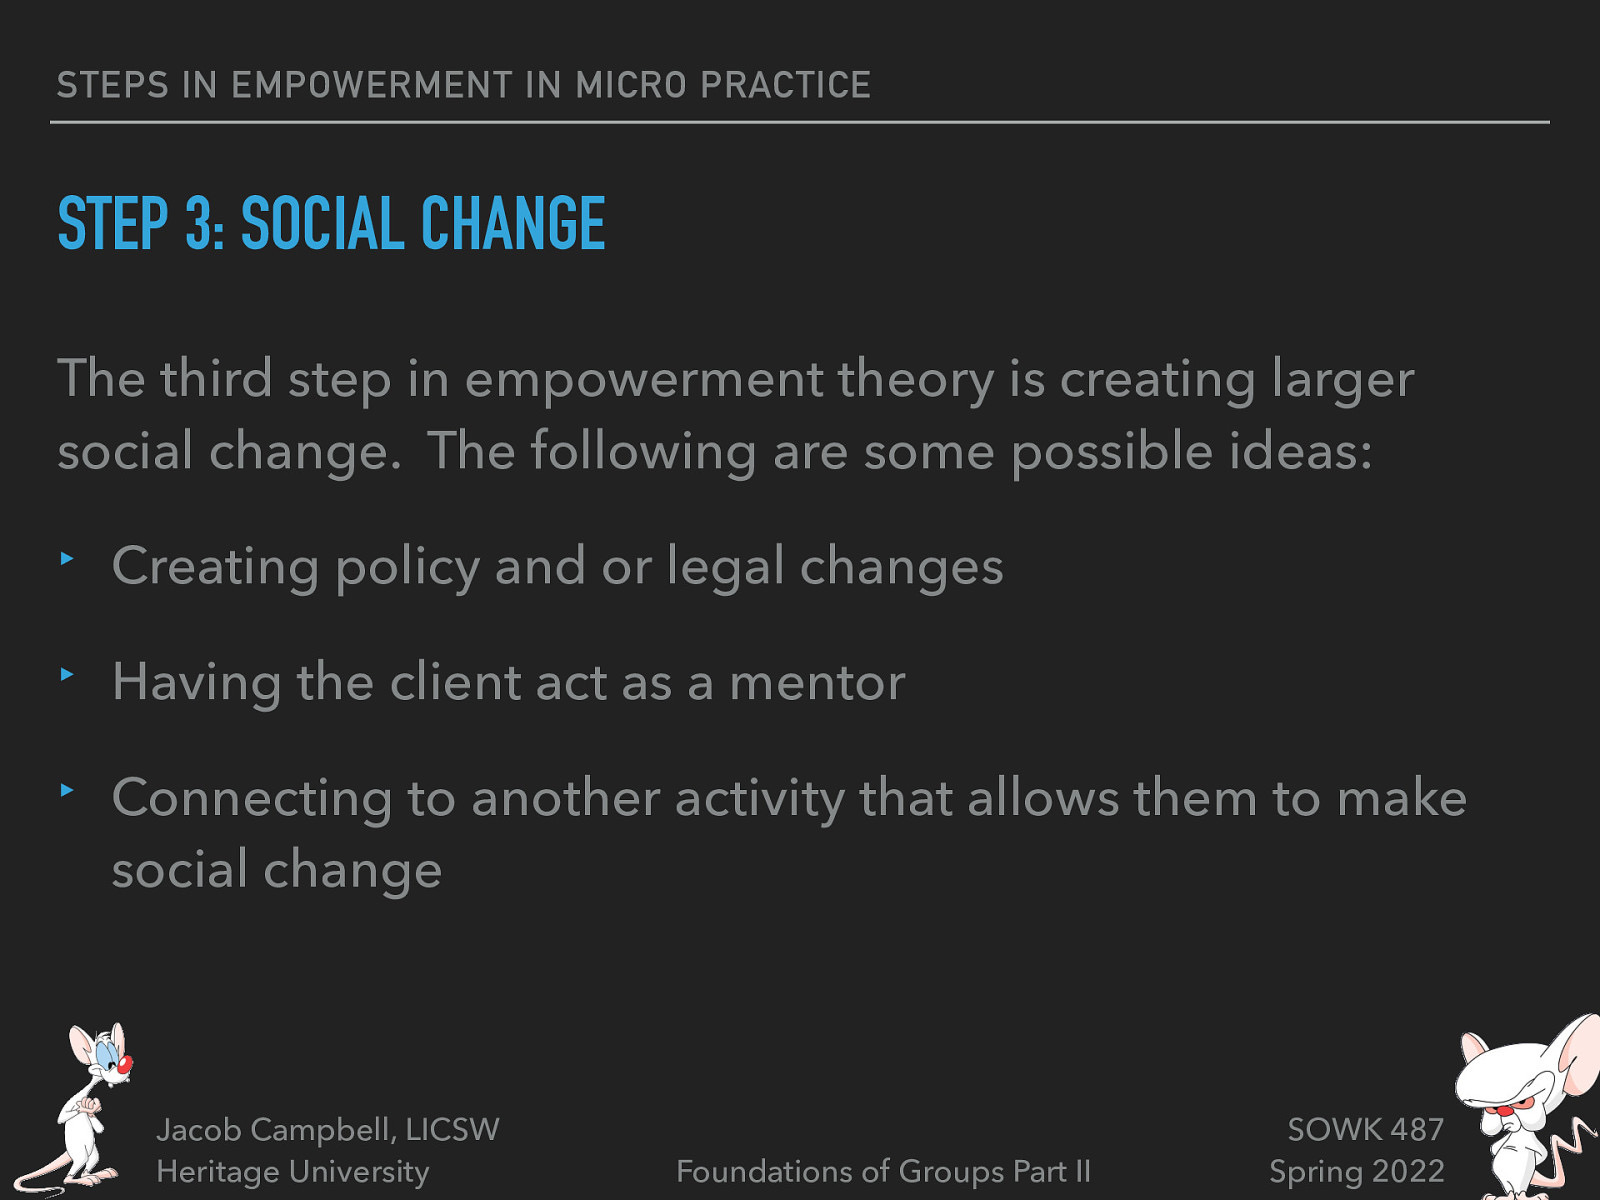 STEPS IN EMPOWERMENT IN MICRO PRACTICE
STEP 3: SOCIAL CHANGE
The third step in empowerment theory is creating larger
social change.  The following are some possible ideas:
‣ Creating policy and or legal changes
‣ Having the client act as a mentor
‣ Connecting to another activity that allows them to make
social change
Jacob Campbell, LICSW
Heritage University
Foundations of Groups Part II
SOWK 487
Spring 2022